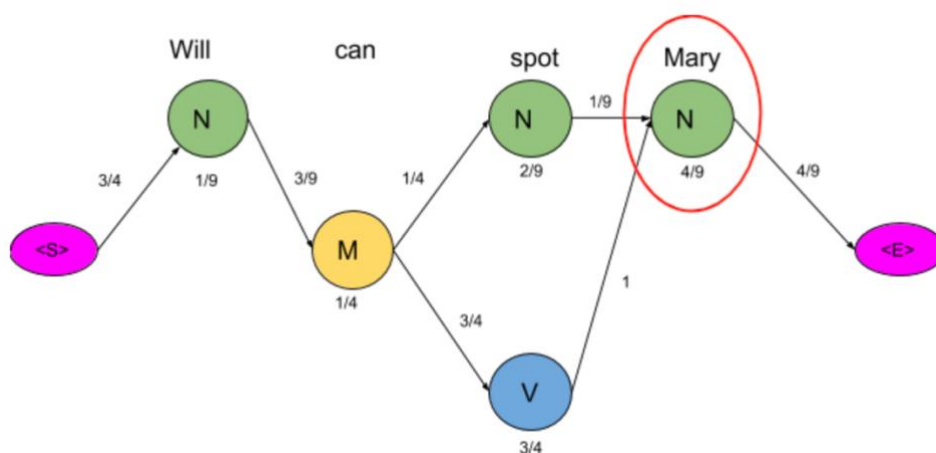 Will can spot Mary
N N N
1/9 2/9 4/9
3/4 3/9 1/4 1/9 4/9
<S> M <E>
1/4
3/4 1
V
3/4